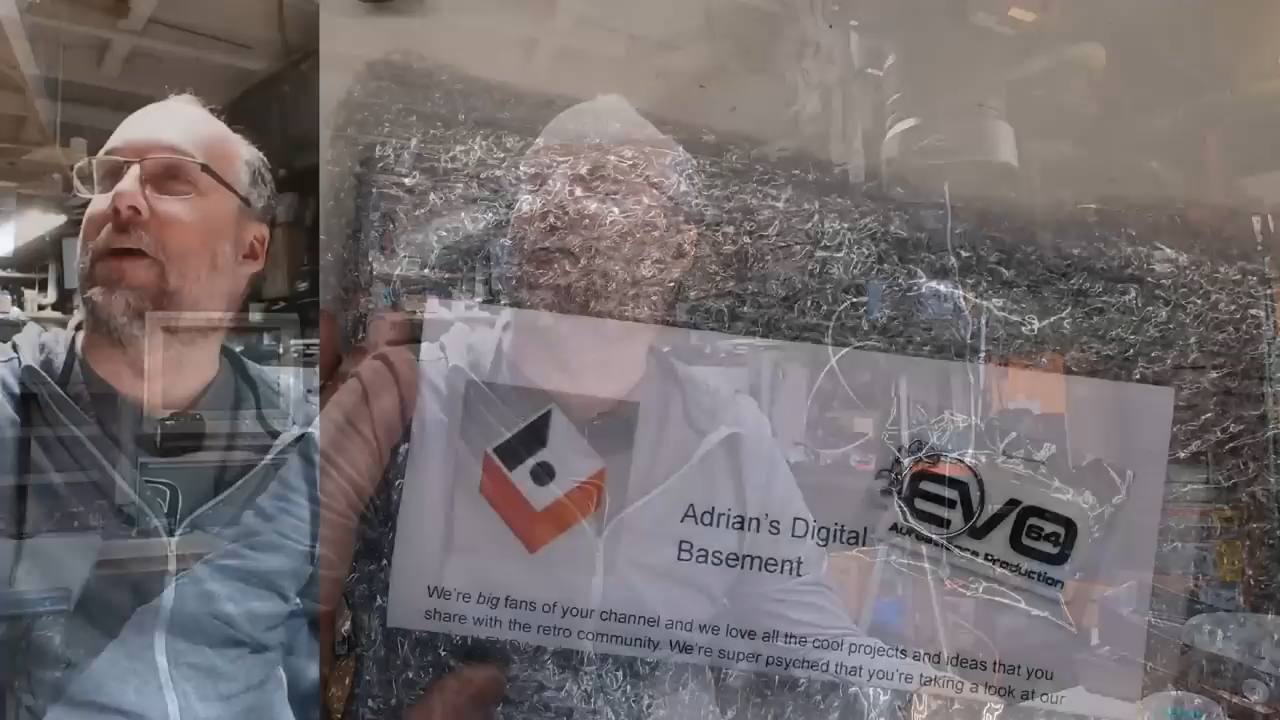 Adrian's Digital
Basement
EVO
64
Production
We're big fans of your channel and we love all the cool projects and ideas that you
share with the retro community. We're super psyched that you're taking a look at our